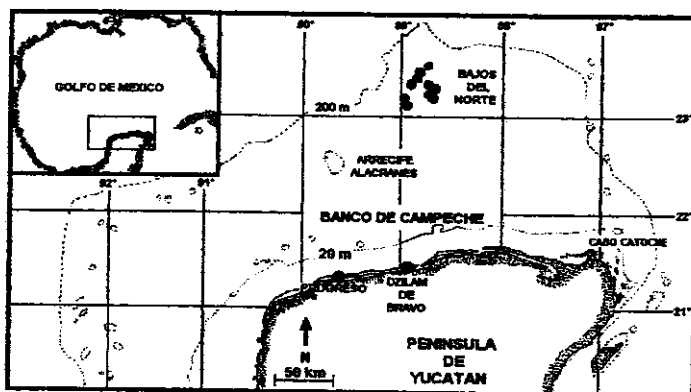 GOLFO DE MEXICO
90°
89°
88°
87°
BAJOS
DEL
NORTE
200 m
23°
ARRECIFE
ALACRANES
92°
91°
BANCO DE CAMPECHE
22°
CABO CATOCHE
20 m
DZILAM
DE
BRAVO
21°
N
50 km
PENINSULA
DE
YUCATAN